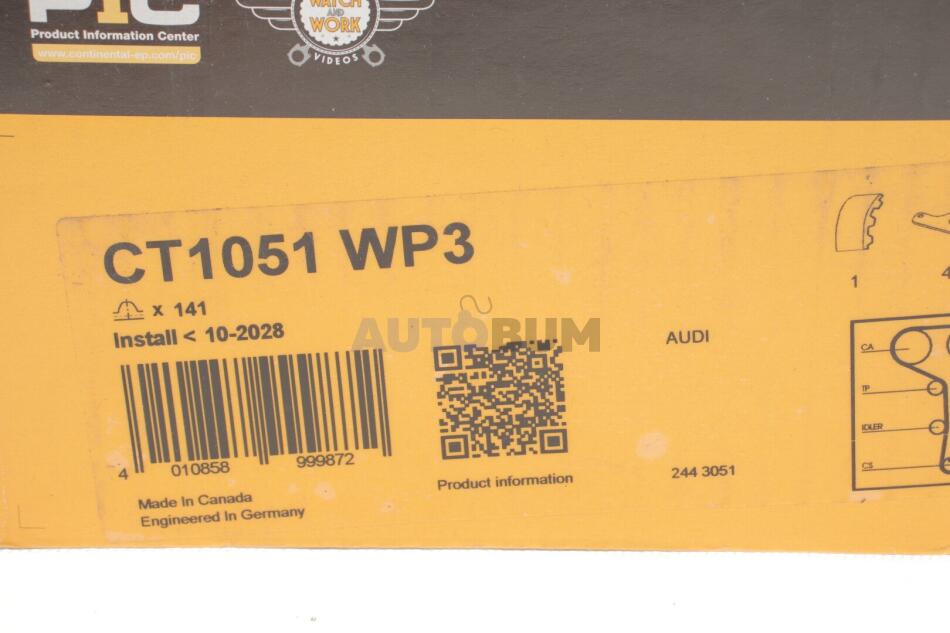 PIC
Product Information Center
www.continental-ep.com/pic
WATCH
AND
WORK
VIDEOS
CT1051 WP3
x 141
Install < 10-2028
AUTOBUM
AUDI
4 010858 999872
Product information
244 3051
Made In Canada
Engineered In Germany
1
4
CA
TP
IDLER
CS